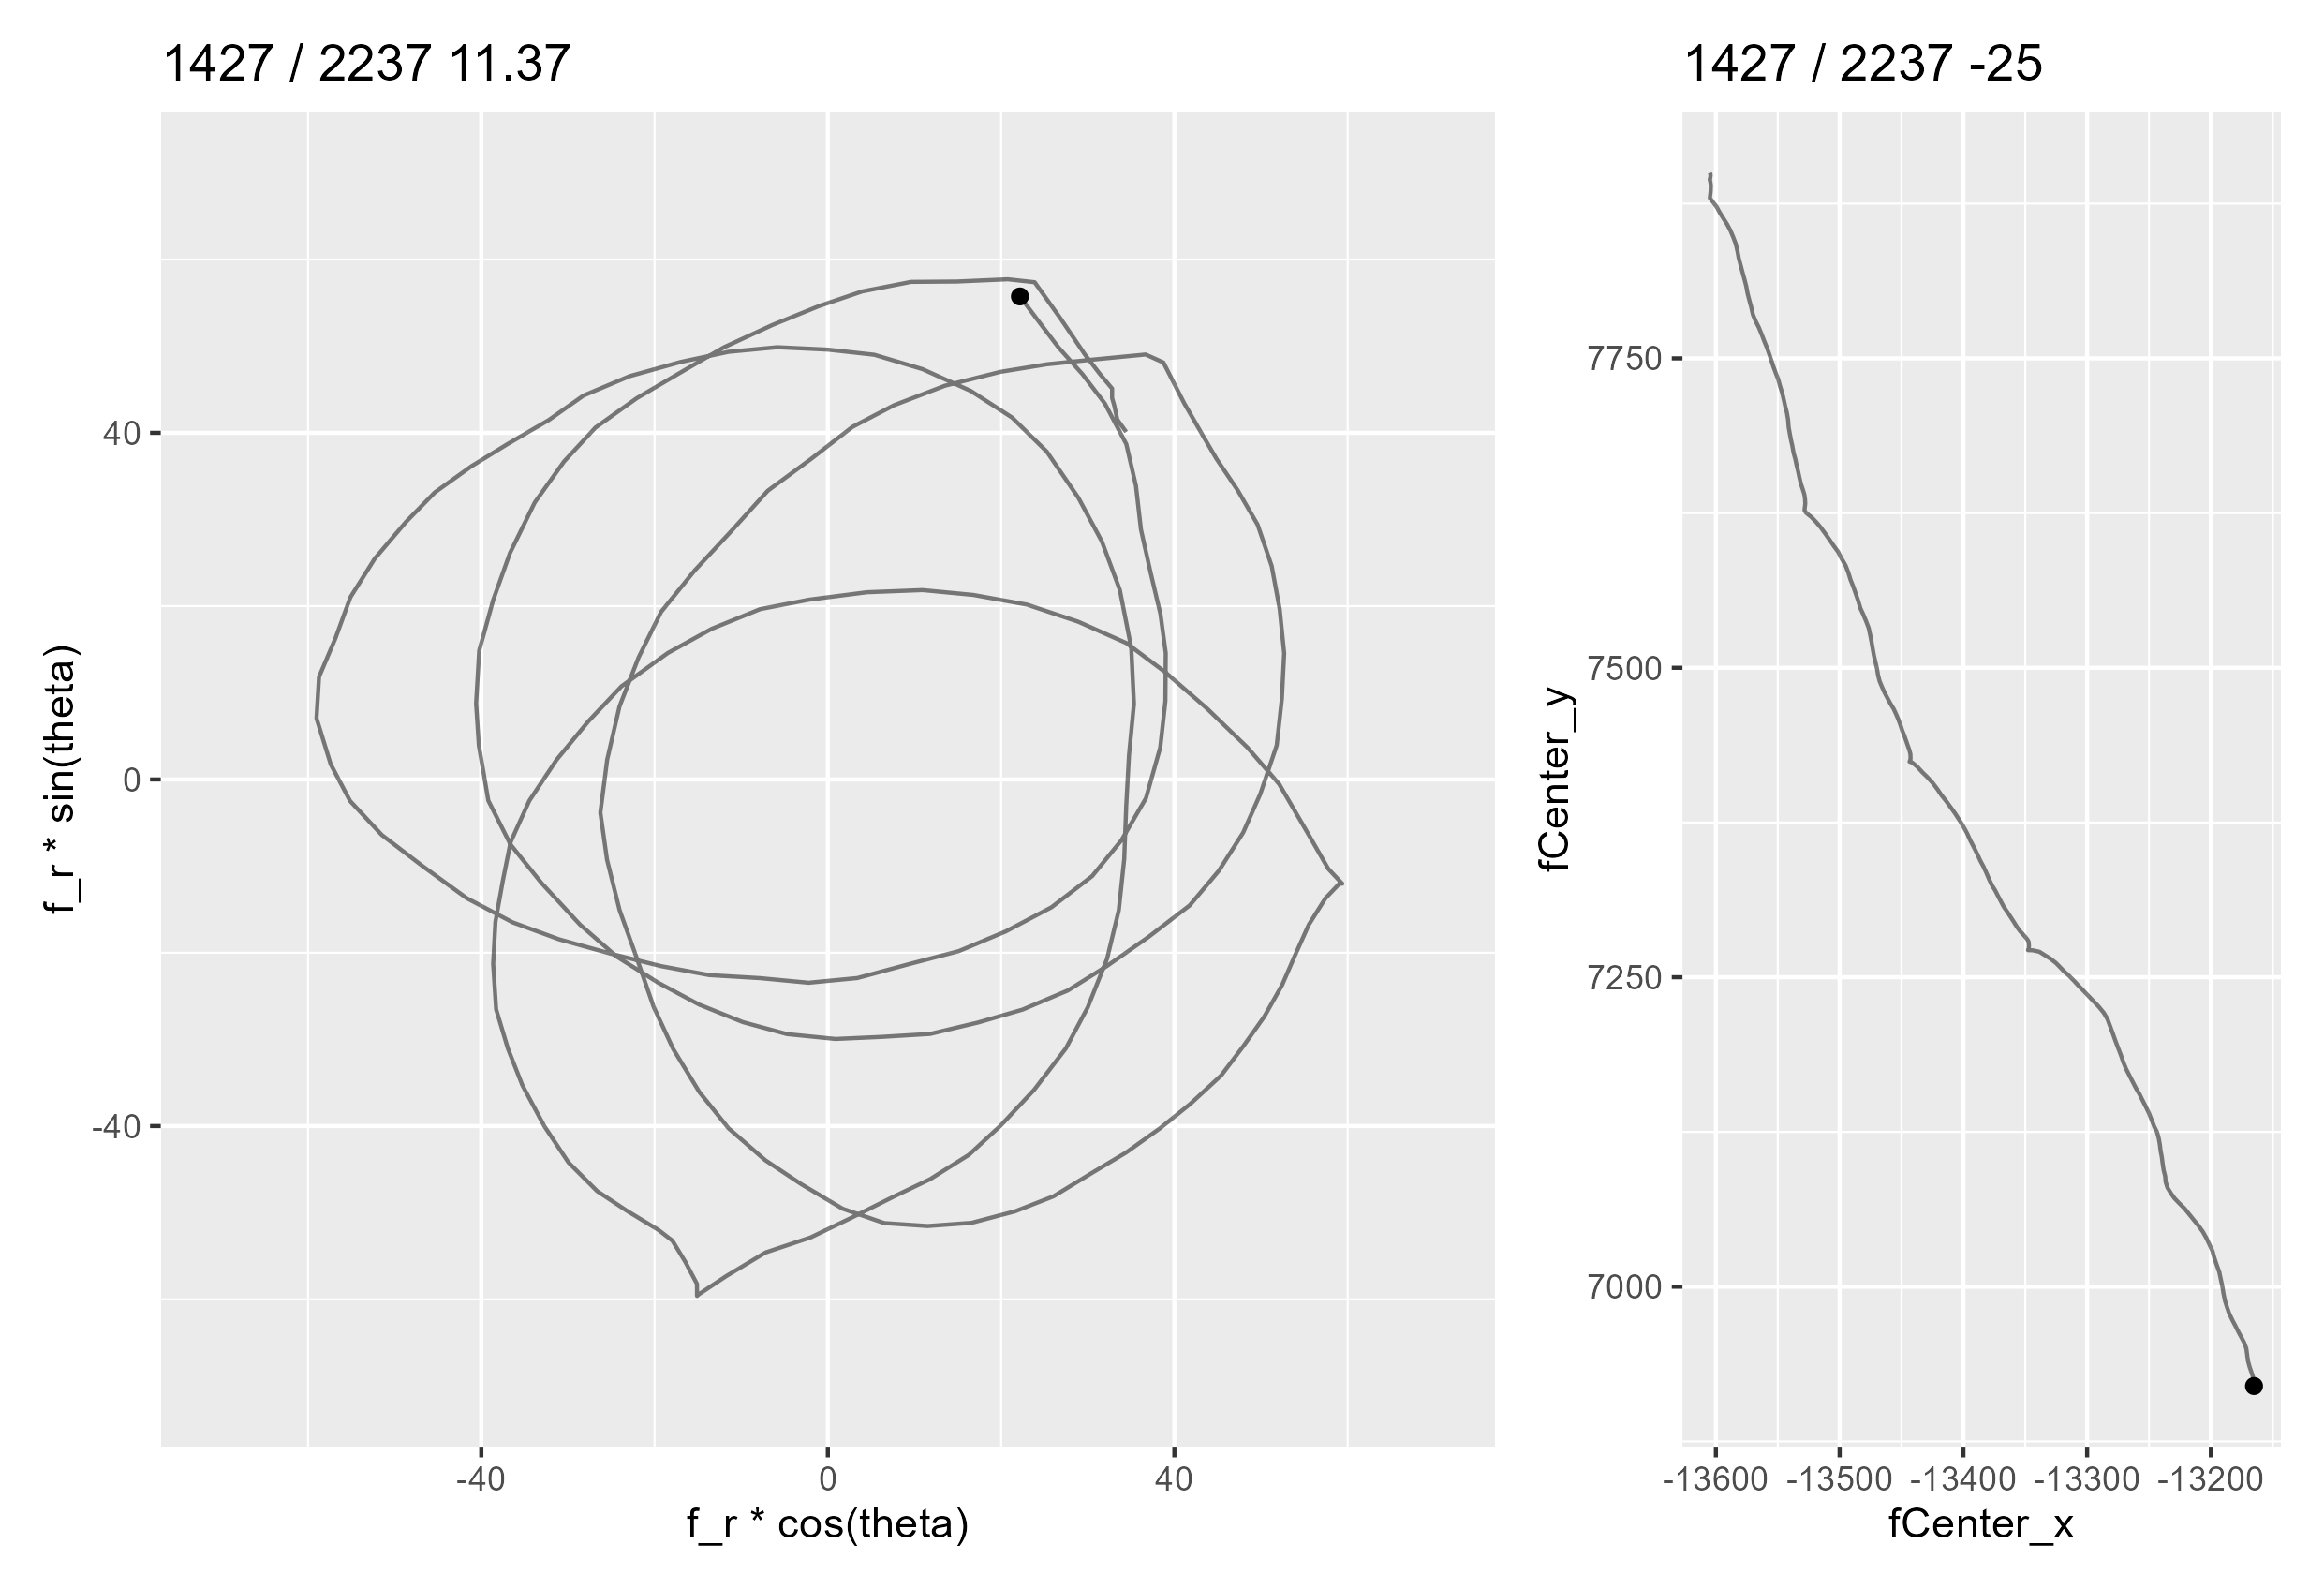 1427 / 2237 11.37
40
0
-40
f_r * sin(theta)
-40
0
40
f_r * cos(theta)
1427 / 2237 -25
7750
7500
7250
7000
fCenter_y
-13600
-13500
-13400
-13300
-13200
fCenter_x